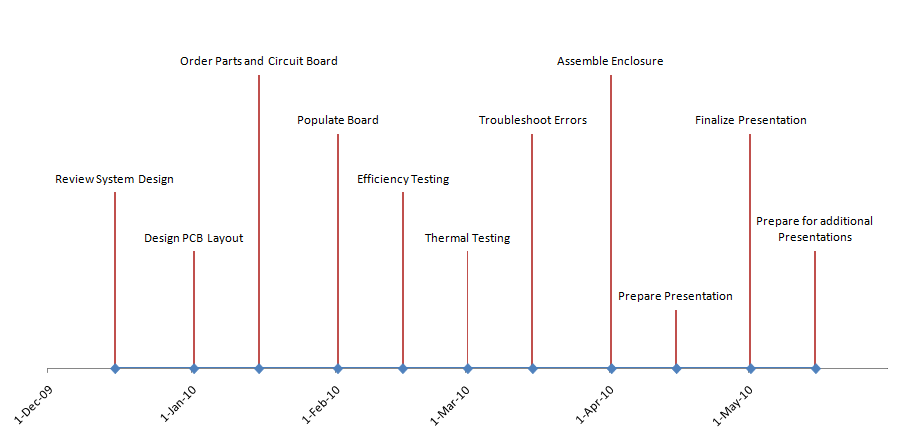 Order Parts and Circuit Board
Assemble Enclosure
Populate Board
Troubleshoot Errors
Finalize Presentation
Review System Design
Efficiency Testing
Prepare for additional
Presentations
Design PCB Layout
Thermal Testing
Prepare Presentation
1-Dec-09
1-Jan-10
1-Feb-10
1-Mar-10
1-Apr-10
1-May-10